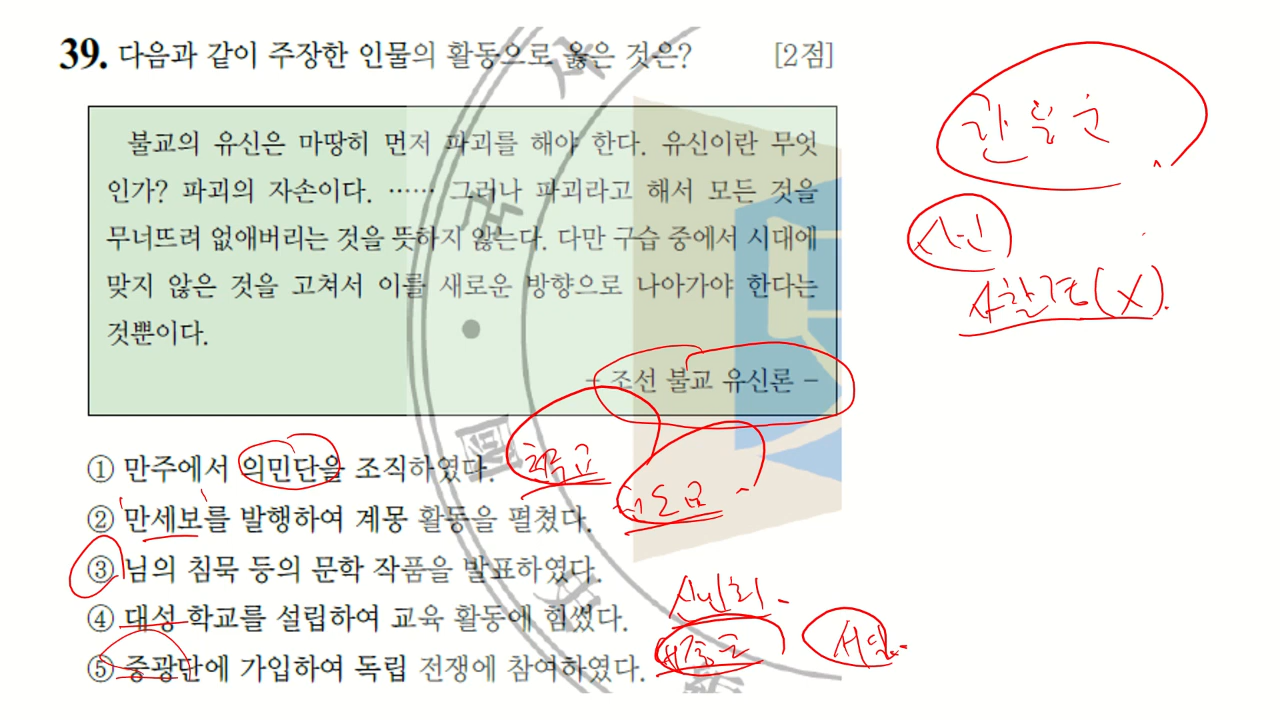 39. 다음과 같이 주장한 인물의 활동으로 옳은 것은? [2점]
불교의 유신은 마땅히 먼저 파괴를 해야 한다. 유신이란 무엇
인가? 파괴의 자손이다. …… 그러나 파괴라고 해서 모든 것을
무너뜨려 없애버리는 것을 뜻하지 않는다. 다만 구습 중에서 시대에
맞지 않은 것을 고쳐서 이를 새로운 방향으로 나아가야 한다는
것뿐이다.
- 조선 불교 유신론 -
① 만주에서 의민단을 조직하였다.
② 만세보를 발행하여 계몽 활동을 펼쳤다.
③ 님의 침묵 등의 문학 작품을 발표하였다.
④ 대성 학교를 설립하여 교육 활동에 힘썼다.
⑤ 중광단에 가입하여 독립 전쟁에 참여하였다.
사찰령(X).
신민회
서일